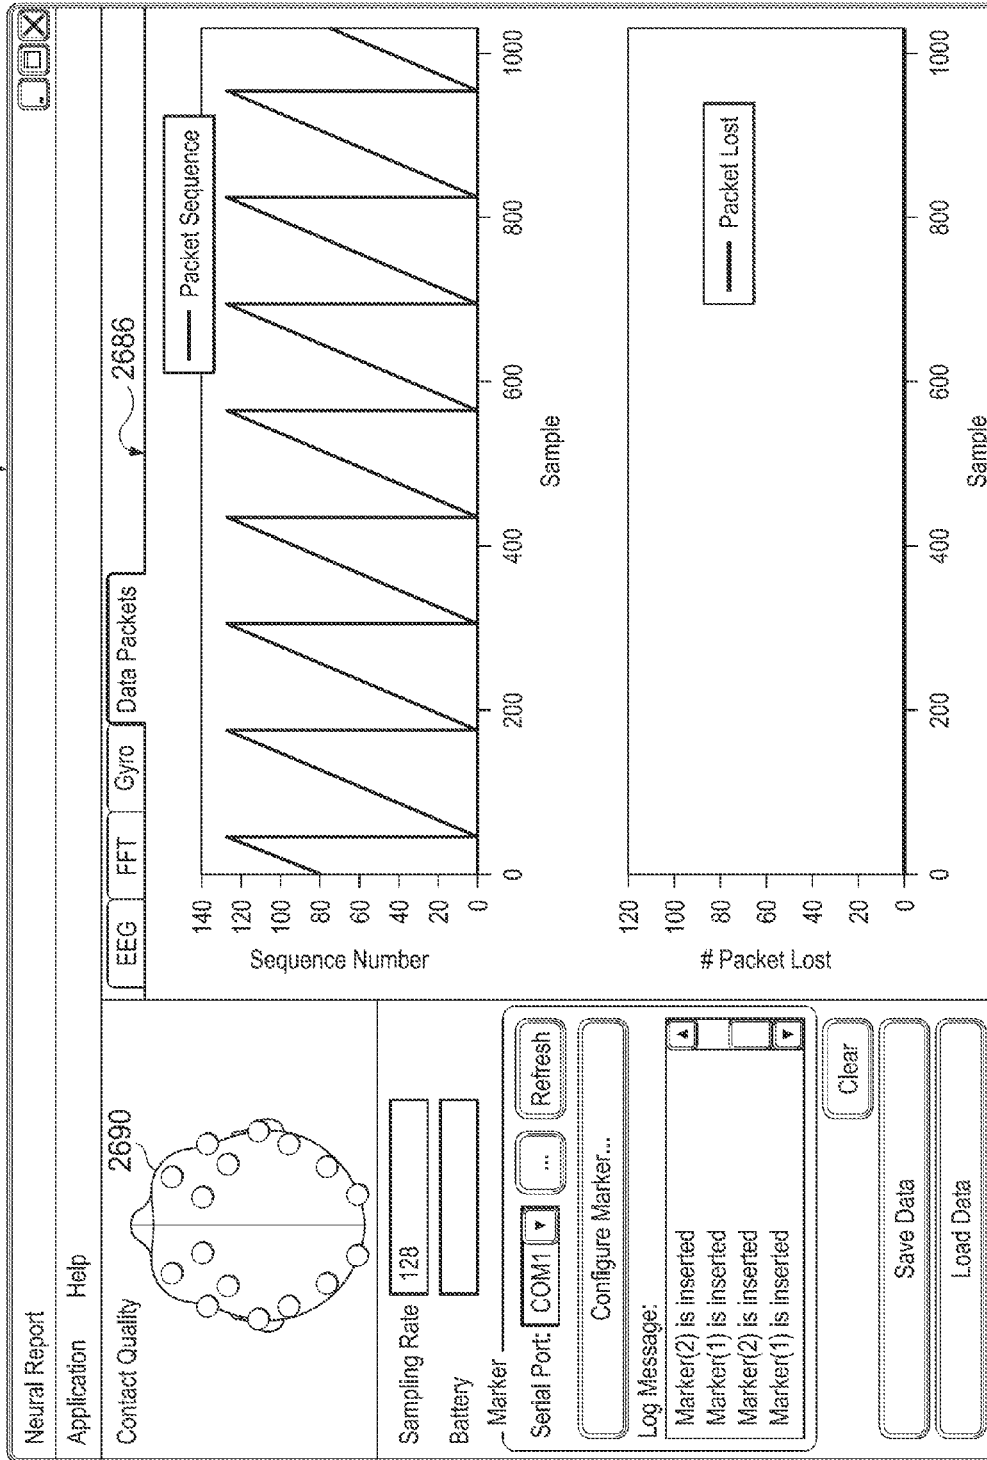 Neural Report
Application Help
Contact Quality
2690
Sampling Rate 128
Battery
Marker
Serial Port: COM1 ... Refresh
Configure Marker...
Log Message:
Marker(2) is inserted
Marker(1) is inserted
Marker(2) is inserted
Marker(1) is inserted
Clear
Save Data
Load Data
EEG FFT Gyro Data Packets
2686
Packet Sequence
140
120
100
80
60
40
20
0
Sequence Number
0 200 400 600 800 1000
Sample
Packet Lost
120
100
80
60
40
20
0
# Packet Lost
0 200 400 600 800 1000
Sample